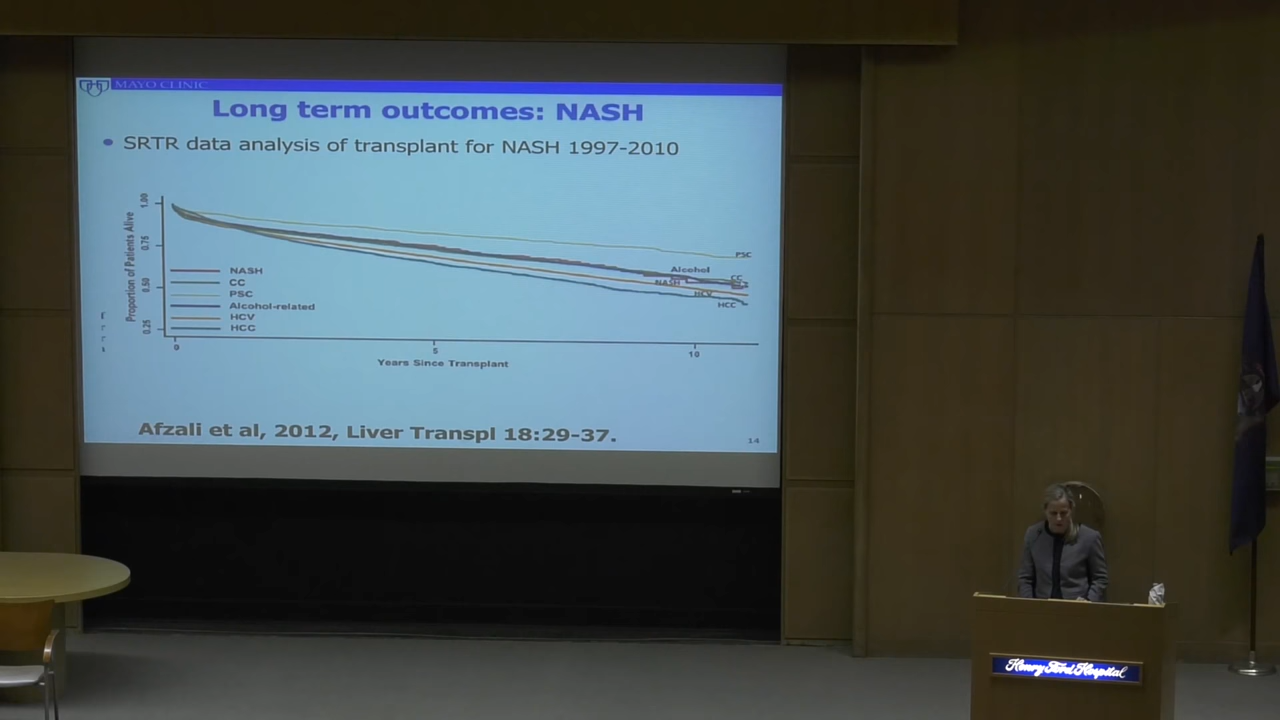 MAYO CLINIC
Long term outcomes: NASH
• SRTR data analysis of transplant for NASH 1997-2010
Proportion of Patients Alive
1.00
0.75
0.50
0.25
NASH
CC
PSC
Alcohol-related
HCV
HCC
PSC
Alcohol
CC
NASH
HCV
HCC
0
5
10
Years Since Transplant
Afzali et al, 2012, Liver Transpl 18:29-37.
14
Henry Ford Hospital